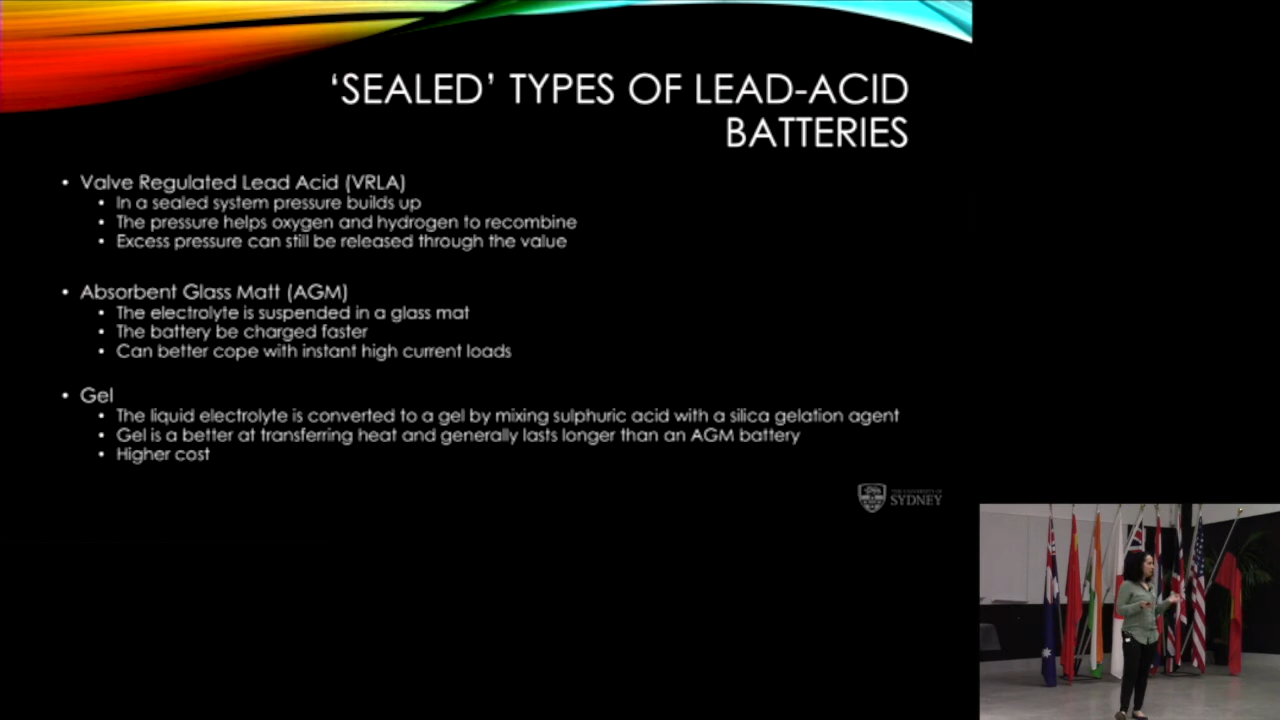 ‘SEALED’ TYPES OF LEAD-ACID
BATTERIES
• Valve Regulated Lead Acid (VRLA)
• In a sealed system pressure builds up
• The pressure helps oxygen and hydrogen to recombine
• Excess pressure can still be released through the value
• Absorbent Glass Matt (AGM)
• The electrolyte is suspended in a glass mat
• The battery be charged faster
• Can better cope with instant high current loads
• Gel
• The liquid electrolyte is converted to a gel by mixing sulphuric acid with a silica gelation agent
• Gel is a better at transferring heat and generally lasts longer than an AGM battery
• Higher cost
THE UNIVERSITY OF
SYDNEY